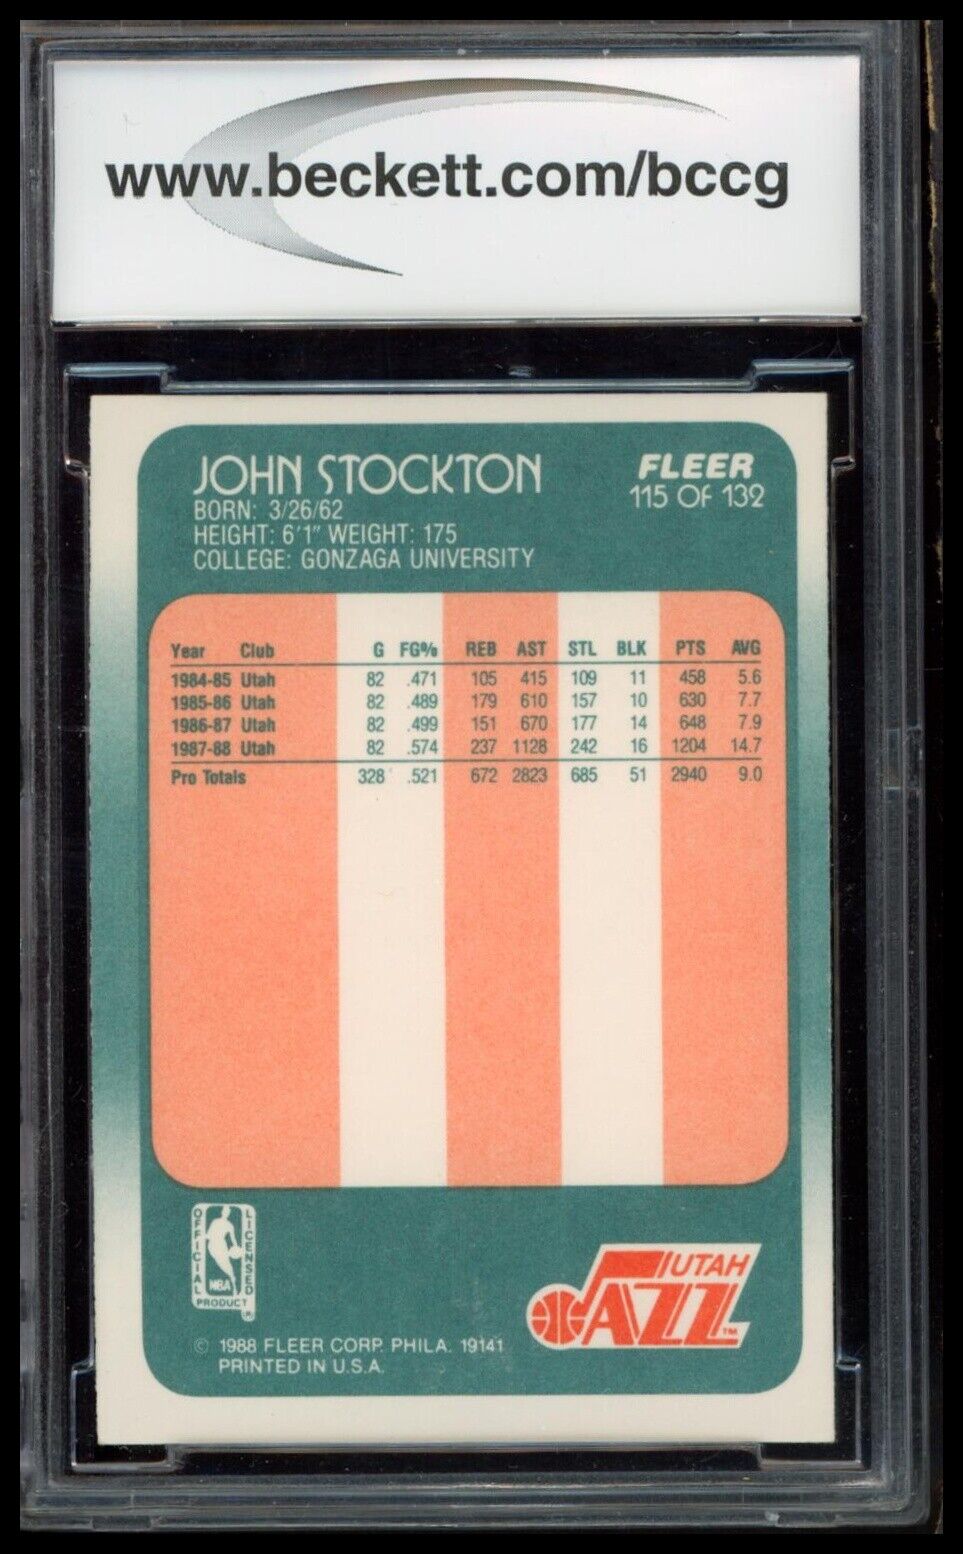 www.beckett.com/bccg
JOHN STOCKTON
BORN: 3/26/62
HEIGHT: 6'1" WEIGHT: 175
COLLEGE: GONZAGA UNIVERSITY
FLEER
115 OF 132
Year Club G FG% REB AST STL BLK PTS AVG
1984-85 Utah 82 .471 105 415 109 11 458 5.6
1985-86 Utah 82 .489 179 610 157 10 630 7.7
1986-87 Utah 82 .499 151 670 177 14 648 7.9
1987-88 Utah 82 .574 237 1128 242 16 1204 14.7
Pro Totals 328 .521 672 2823 685 51 2940 9.0
OFFICIAL
LICENSED
NBA
PRODUCT ®
UTAH
JAZZ™
© 1988 FLEER CORP. PHILA. 19141
PRINTED IN U.S.A.